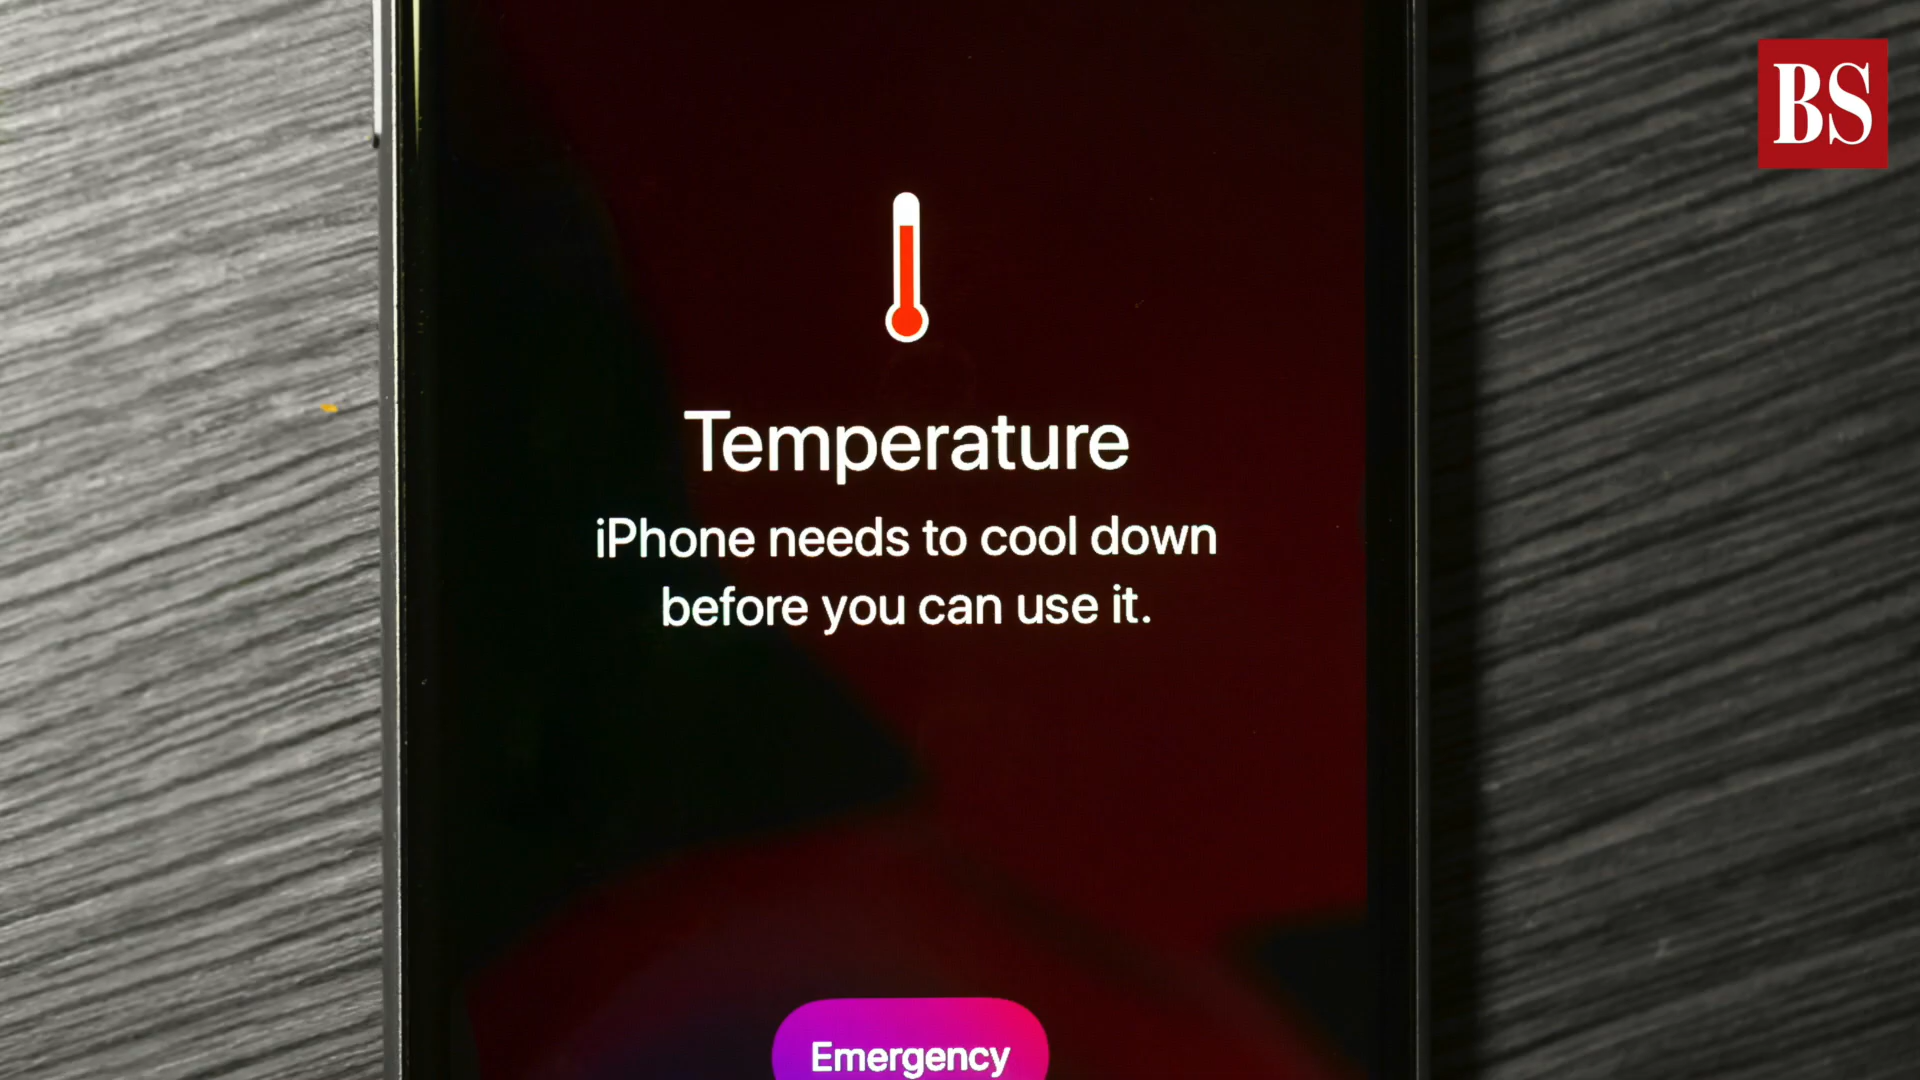 BS
Temperature
iPhone needs to cool down
before you can use it.
Emergency